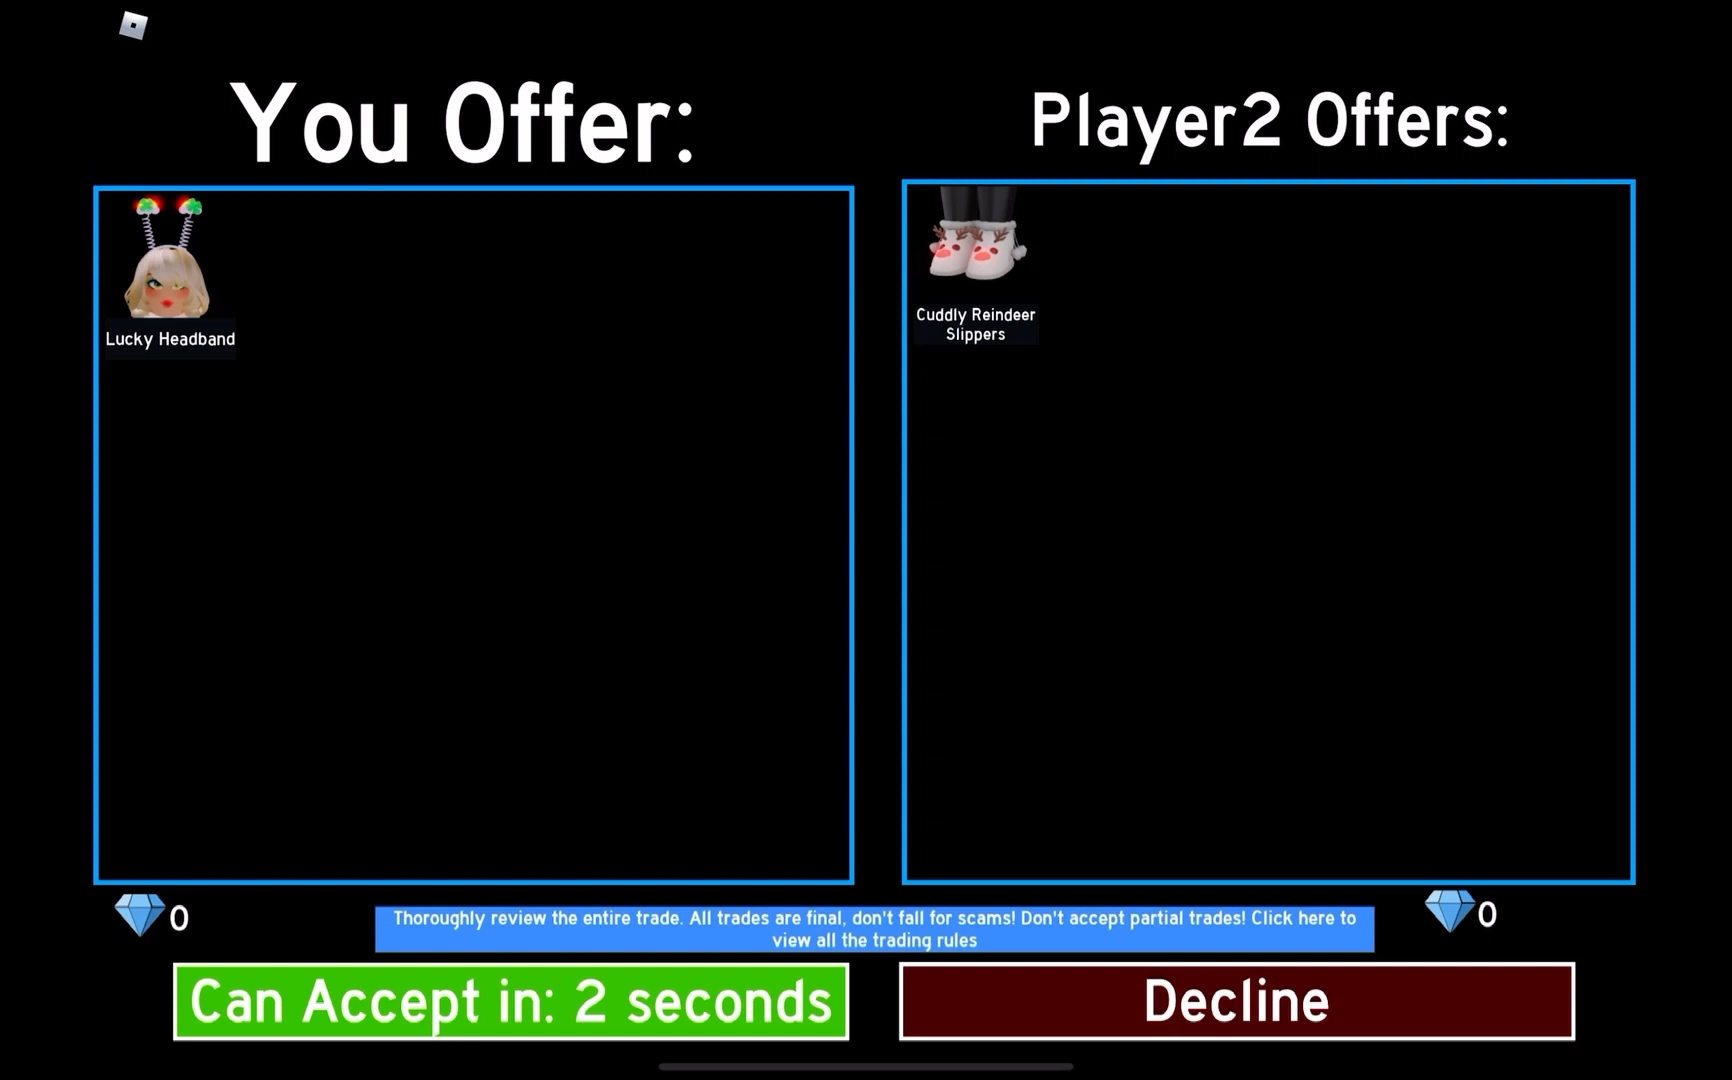 You Offer:
Player2 Offers:
Lucky Headband
Cuddly Reindeer
Slippers
0
0
Thoroughly review the entire trade. All trades are final, don't fall for scams! Don't accept partial trades! Click here to
view all the trading rules
Can Accept in: 2 seconds
Decline